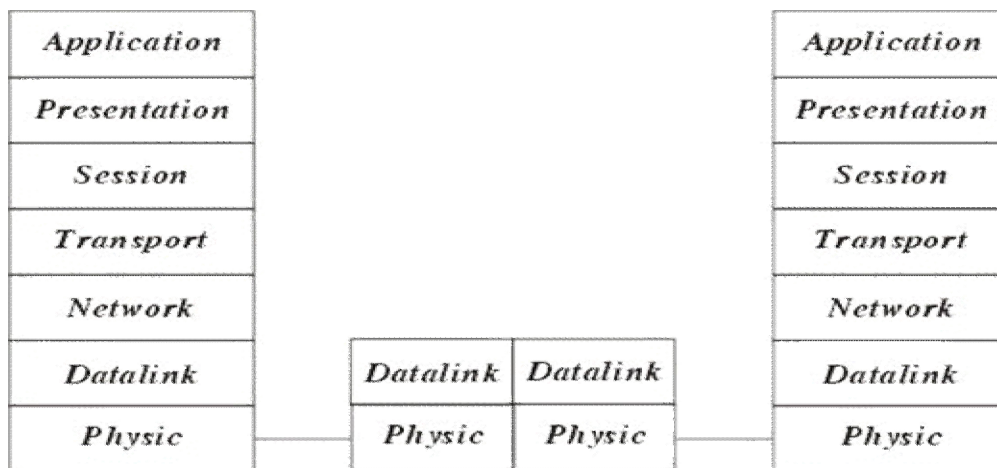 Application
Presentation
Session
Transport
Network
Datalink
Physic
Datalink Datalink
Physic Physic
Application
Presentation
Session
Transport
Network
Datalink
Physic